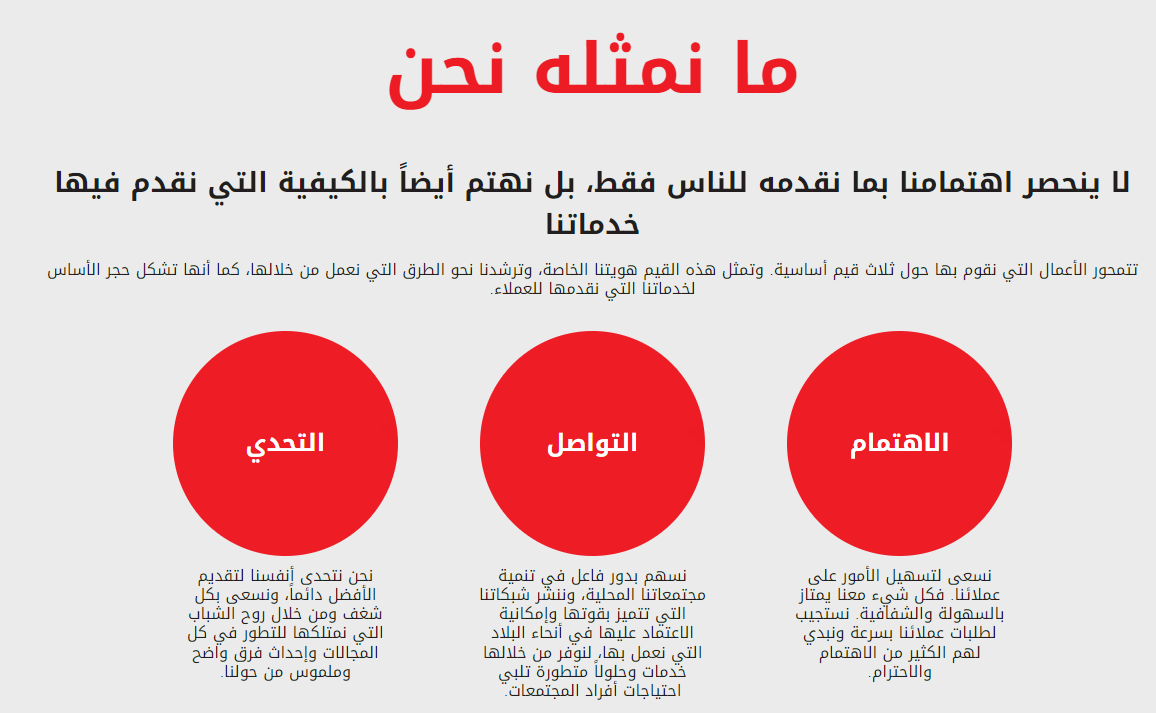 ما نمثله نحن
لا ينحصر اهتمامنا بما نقدمه للناس فقط، بل نهتم أيضاً بالكيفية التي نقدم فيها
خدماتنا
تتمحور الأعمال التي نقوم بها حول ثلاث قيم أساسية. وتمثل هذه القيم هويتنا الخاصة، وترشدنا نحو الطرق التي نعمل من خلالها، كما أنها تشكل حجر الأساس
لخدماتنا التي نقدمها للعملاء.
الاهتمام
نسعى لتسهيل الأمور على
عملائنا. فكل شيء معنا يمتاز
بالسهولة والشفافية. نستجيب
لطلبات عملائنا بسرعة ونبدي
لهم الكثير من الاهتمام
والاحترام.
التواصل
نسهم بدور فاعل في تنمية
مجتمعاتنا المحلية، وننشر شبكاتنا
التي تتميز بقوتها وإمكانية
الاعتماد عليها في أنحاء البلاد
التي نعمل بها، لنوفر من خلالها
خدمات وحلولاً متطورة تلبي
احتياجات أفراد المجتمعات.
التحدي
نحن نتحدى أنفسنا لتقديم
الأفضل دائماً، ونسعى بكل
شغف ومن خلال روح الشباب
التي نمتلكها للتطور في كل
المجالات وإحداث فرق واضح
وملموس من حولنا.